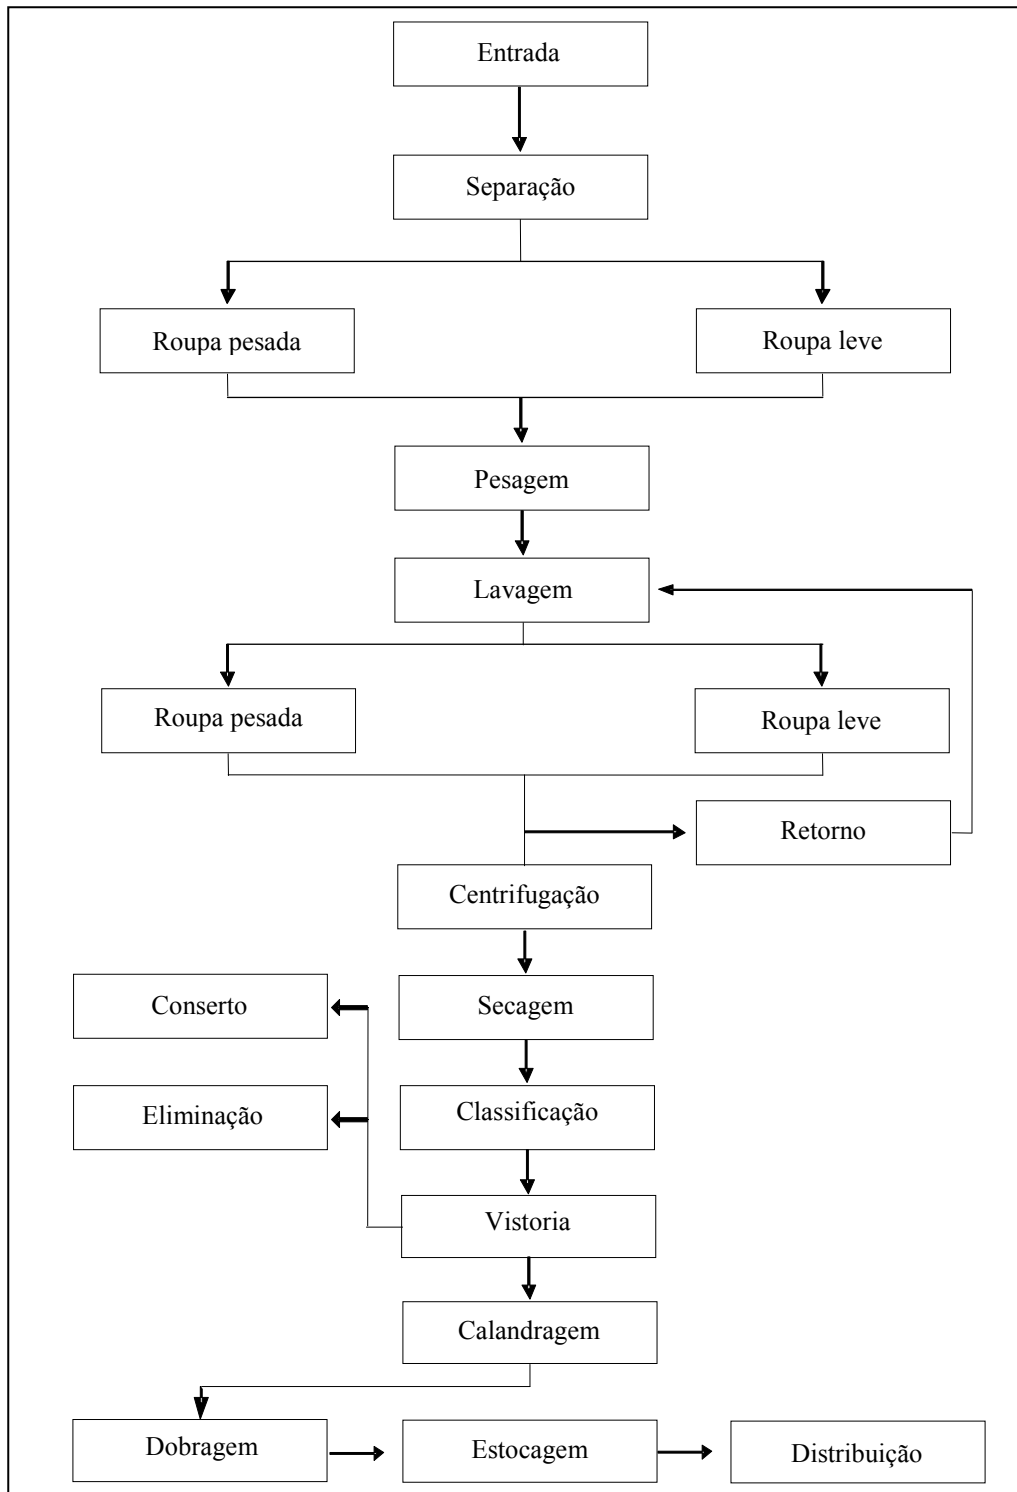 Entrada
Separação
Roupa pesada
Roupa leve
Pesagem
Lavagem
Roupa pesada
Roupa leve
Retorno
Centrifugação
Conserto
Secagem
Eliminação
Classificação
Vistoria
Calandragem
Dobragem
Estocagem
Distribuição